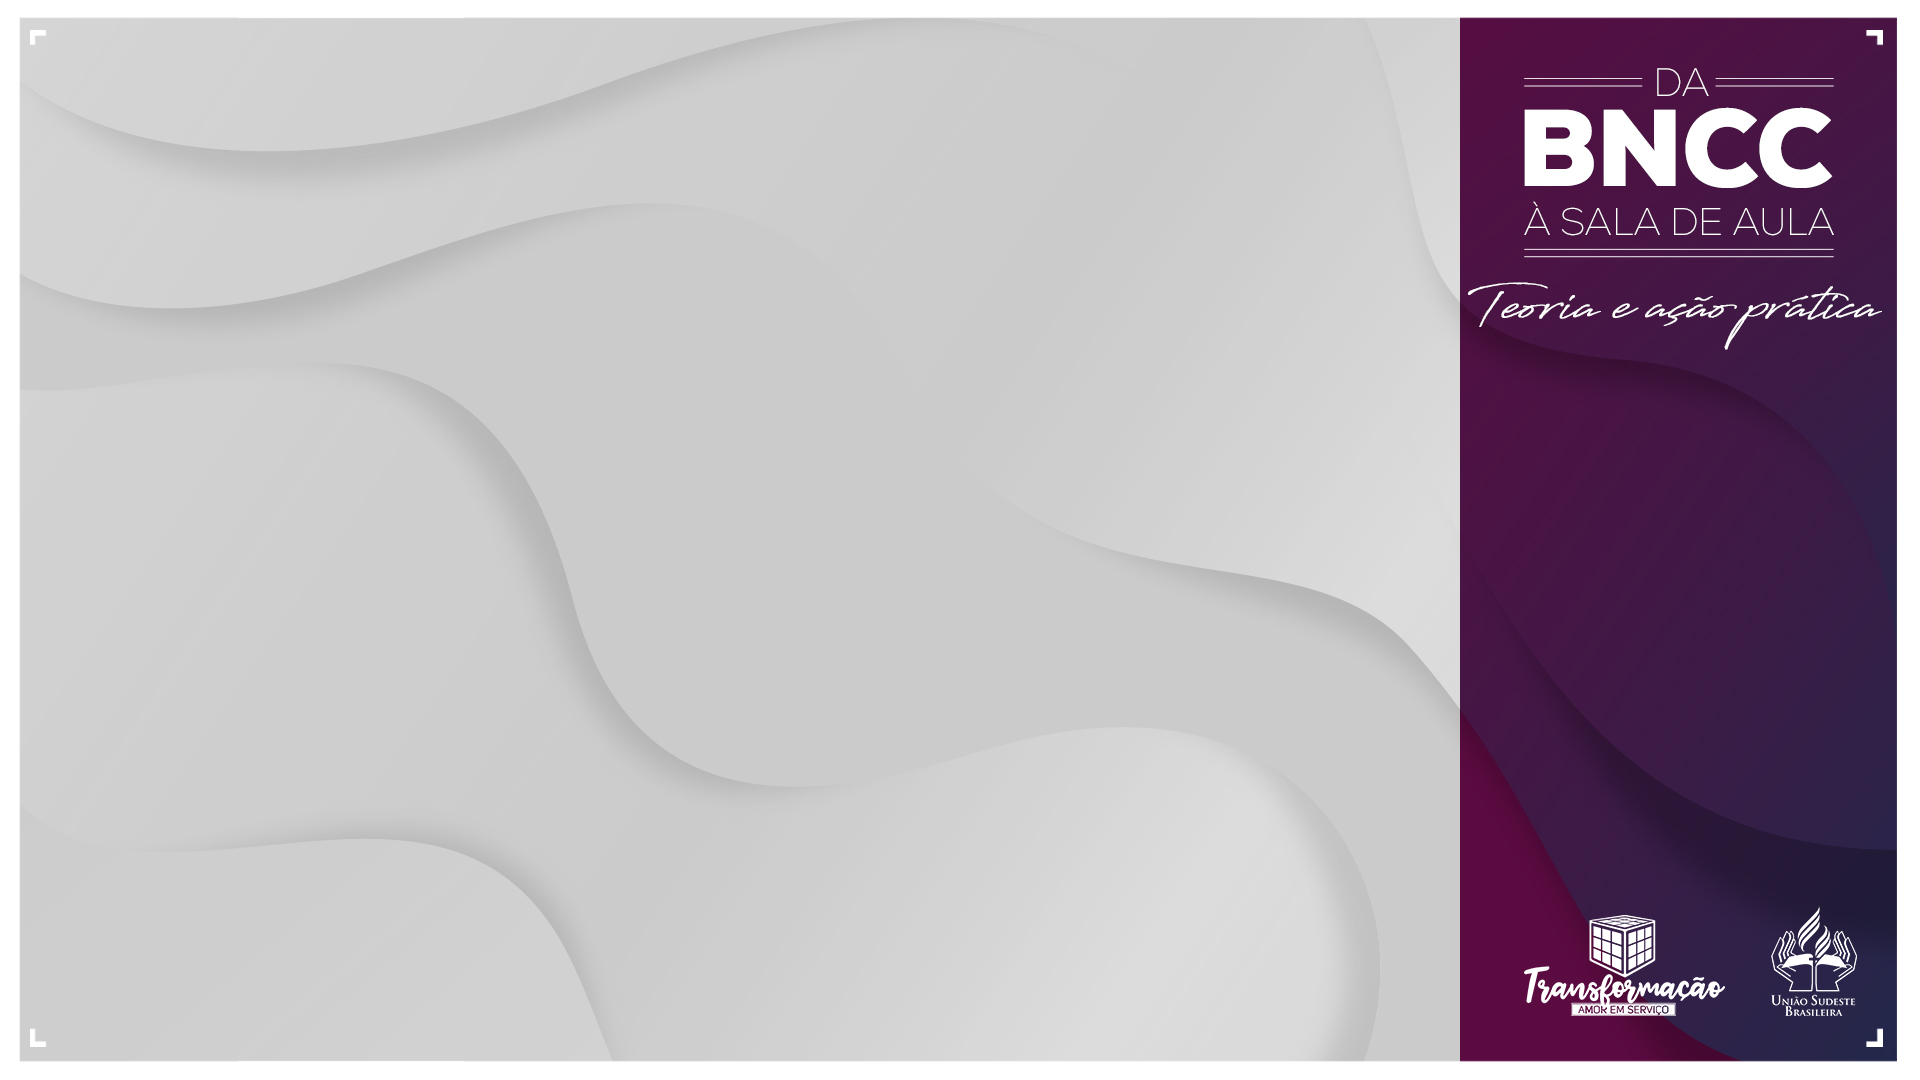 DA
BNCC
À SALA DE AULA
Teoria e ação prática
Transformação
AMOR EM SERVIÇO
União Sudeste
Brasileira